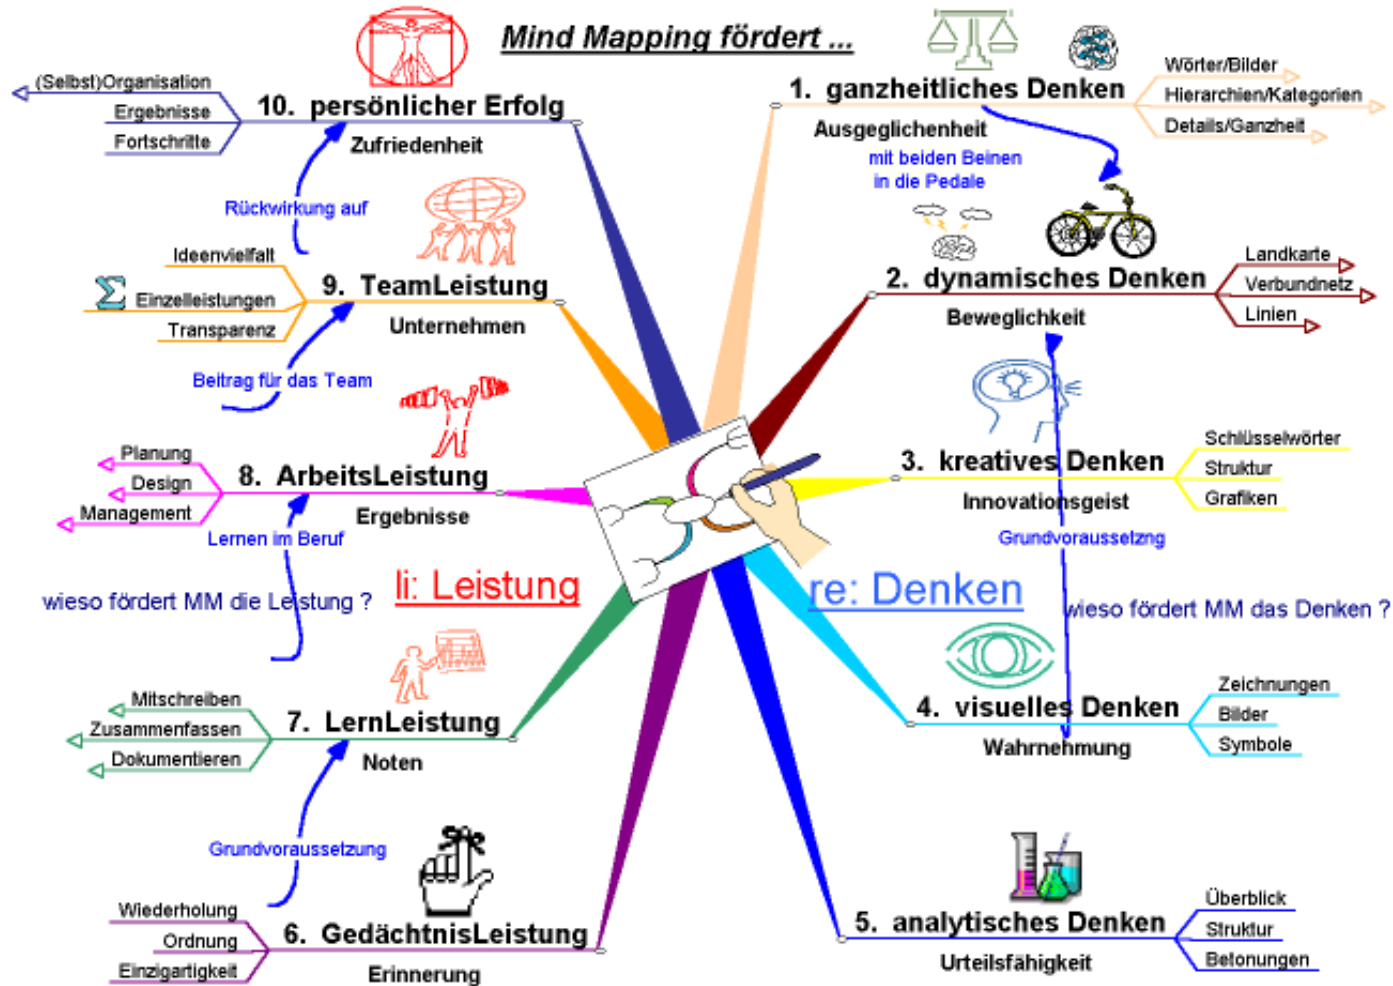 Mind Mapping fördert ...
1. ganzheitliches Denken
Ausgeglichenheit
Wörter/Bilder
Hierarchien/Kategorien
Details/Ganzheit
mit beiden Beinen
in die Pedale
2. dynamisches Denken
Beweglichkeit
Landkarte
Verbundnetz
Linien
3. kreatives Denken
Innovationsgeist
Schlüsselwörter
Struktur
Grafiken
Grundvoraussetzng
re: Denken
wieso fördert MM das Denken ?
4. visuelles Denken
Wahrnehmung
Zeichnungen
Bilder
Symbole
5. analytisches Denken
Urteilsfähigkeit
Überblick
Struktur
Betonungen
6. GedächtnisLeistung
Erinnerung
Wiederholung
Ordnung
Einzigartigkeit
Grundvoraussetzung
7. LernLeistung
Noten
Mitschreiben
Zusammenfassen
Dokumentieren
li: Leistung
wieso fördert MM die Leistung ?
Lernen im Beruf
8. ArbeitsLeistung
Ergebnisse
Planung
Design
Management
Beitrag für das Team
9. TeamLeistung
Unternehmen
Ideenvielfalt
Σ Einzelleistungen
Transparenz
Rückwirkung auf
10. persönlicher Erfolg
Zufriedenheit
(Selbst)Organisation
Ergebnisse
Fortschritte